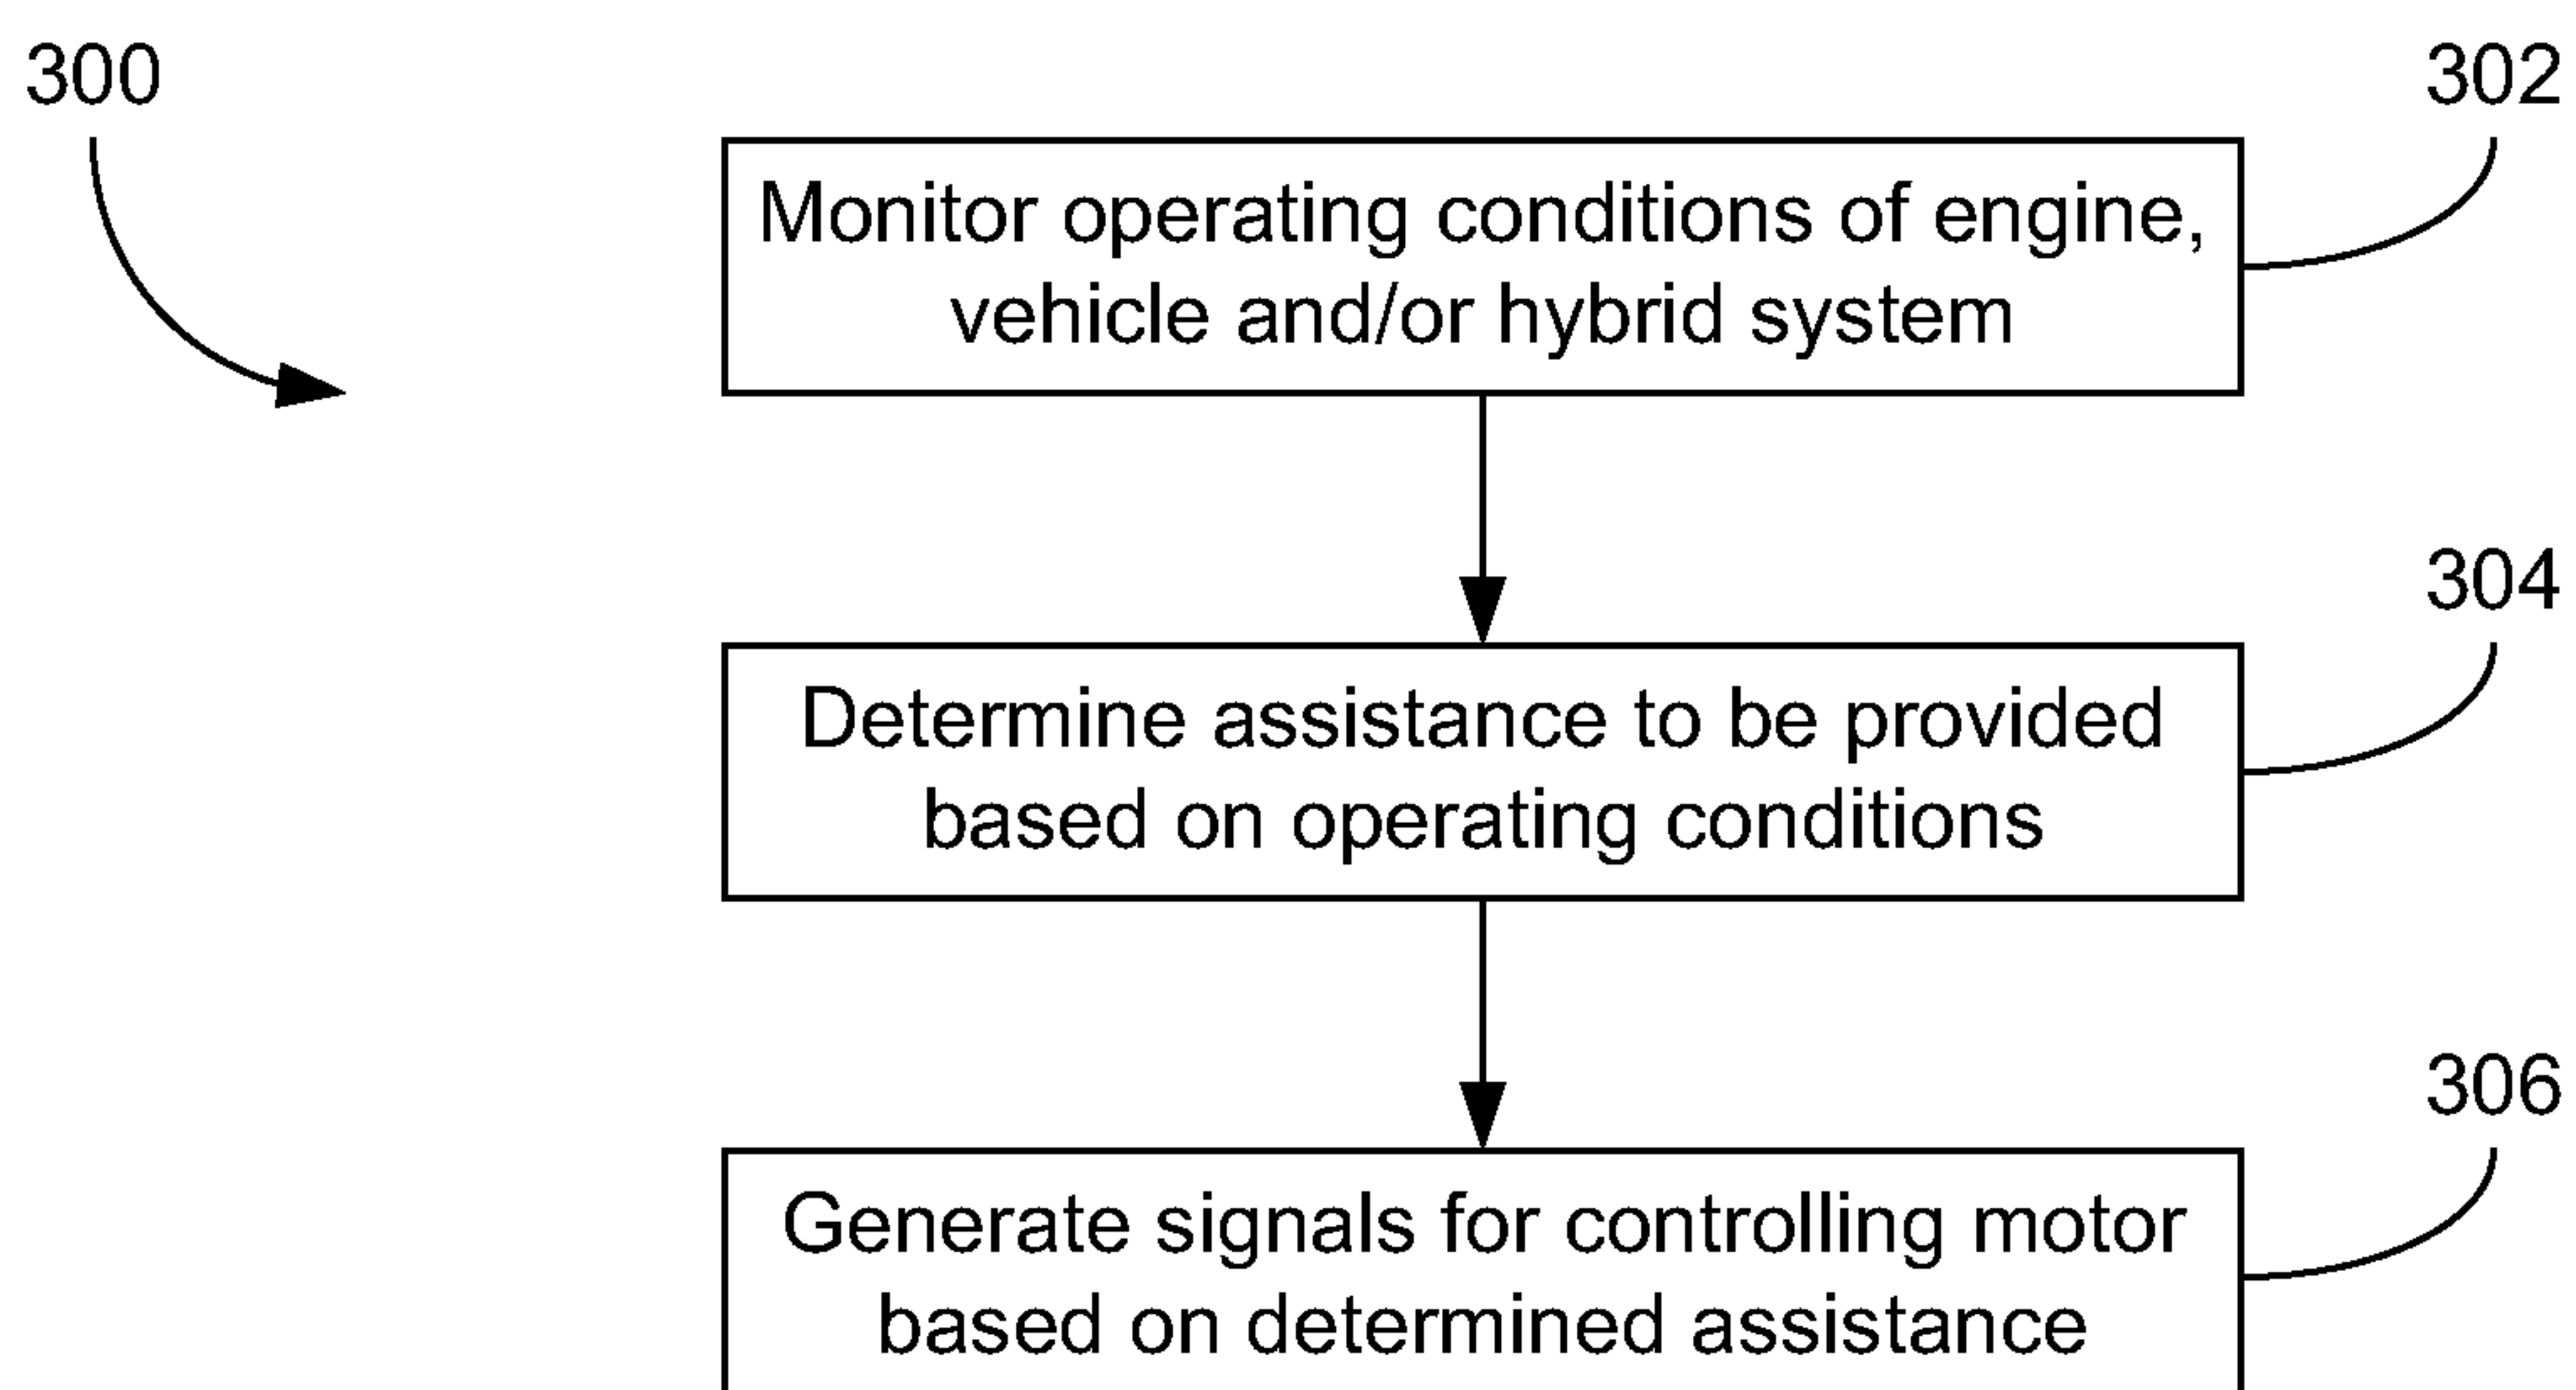 300
302
Monitor operating conditions of engine,
vehicle and/or hybrid system
304
Determine assistance to be provided
based on operating conditions
306
Generate signals for controlling motor
based on determined assistance